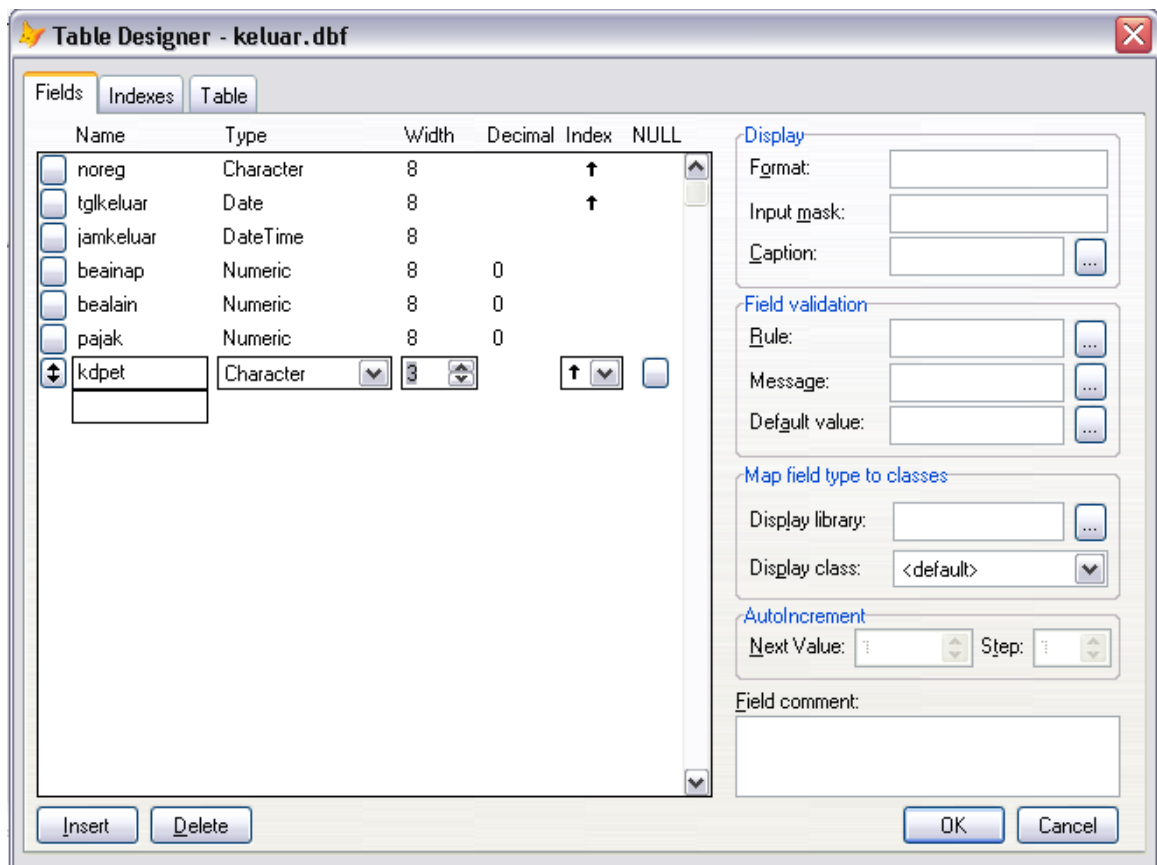 Table Designer - keluar.dbf
Fields Indexes Table
Name Type Width Decimal Index NULL
noreg Character 8
tglkeluar Date 8
jamkeluar DateTime 8
beainap Numeric 8 0
bealain Numeric 8 0
pajak Numeric 8 0
kdpet Character 3
Display
Format:
Input mask:
Caption: ...
Field validation
Rule: ...
Message: ...
Default value: ...
Map field type to classes
Display library: ...
Display class: <default>
AutoIncrement
Next Value: 1 Step: 1
Field comment:
Insert Delete OK Cancel